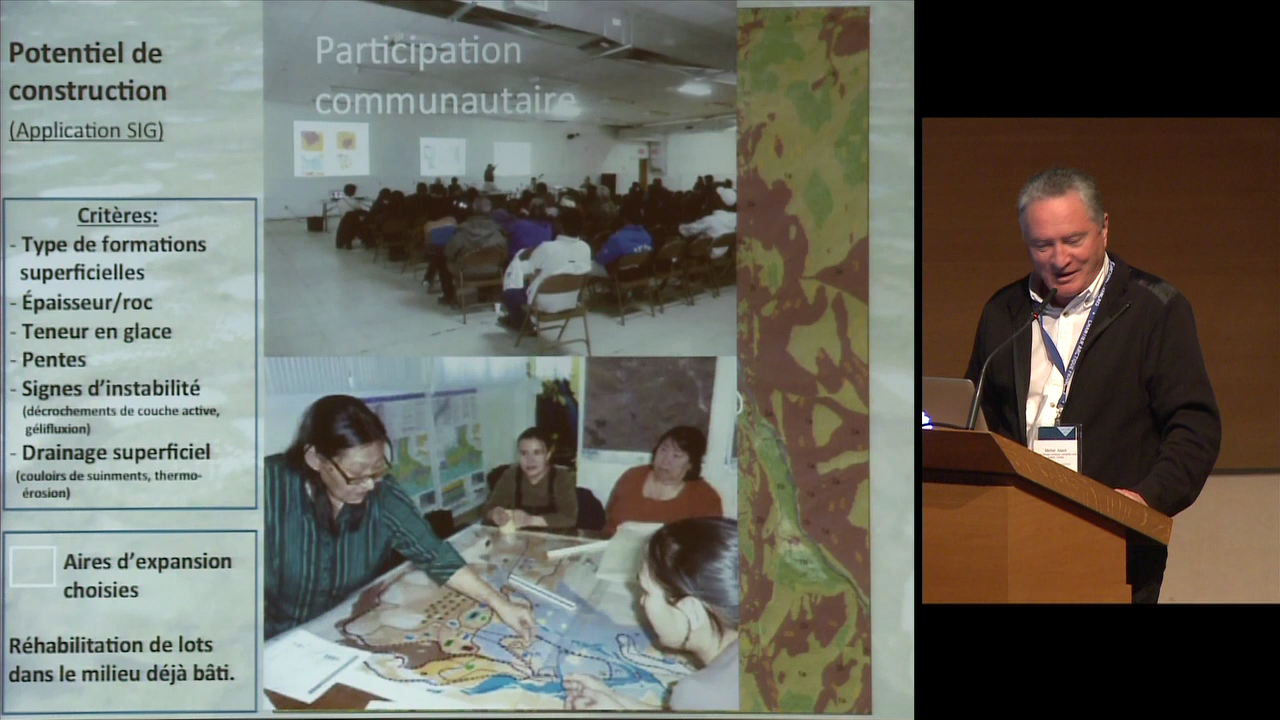 Potentiel de
construction
(Application SIG)
Critères:
- Type de formations
superficielles
- Épaisseur/roc
- Teneur en glace
- Pentes
- Signes d'instabilité
(décrochements de couche active,
gélifluxion)
- Drainage superficiel
(couloirs de suinments, thermo-
érosion)
Aires d'expansion
choisies
Réhabilitation de lots
dans le milieu déjà bâti.
Participation
communautaire